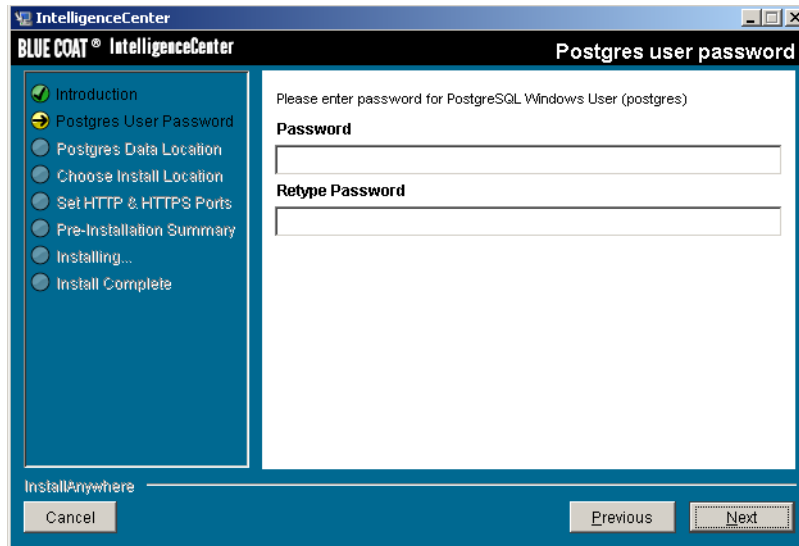 IntelligenceCenter
BLUE COAT ® IntelligenceCenter
Postgres user password
Introduction
Postgres User Password
Postgres Data Location
Choose Install Location
Set HTTP & HTTPS Ports
Pre-Installation Summary
Installing...
Install Complete
Please enter password for PostgreSQL Windows User (postgres)
Password
Retype Password
InstallAnywhere
Cancel
Previous
Next